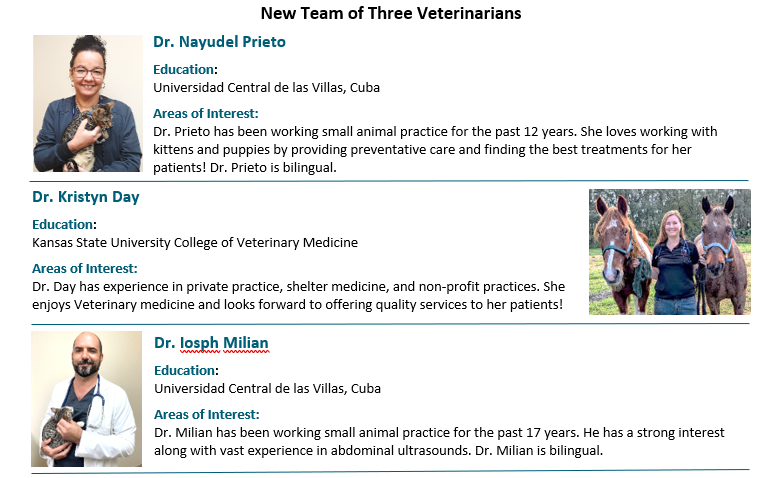 New Team of Three Veterinarians
Dr. Nayudel Prieto
Education:
Universidad Central de las Villas, Cuba
Areas of Interest:
Dr. Prieto has been working small animal practice for the past 12 years. She loves working with
kittens and puppies by providing preventative care and finding the best treatments for her
patients! Dr. Prieto is bilingual.
Dr. Kristyn Day
Education:
Kansas State University College of Veterinary Medicine
Areas of Interest:
Dr. Day has experience in private practice, shelter medicine, and non-profit practices. She
enjoys Veterinary medicine and looks forward to offering quality services to her patients!
Dr. Iosph Milian
Education:
Universidad Central de las Villas, Cuba
Areas of Interest:
Dr. Milian has been working small animal practice for the past 17 years. He has a strong interest
along with vast experience in abdominal ultrasounds. Dr. Milian is bilingual.